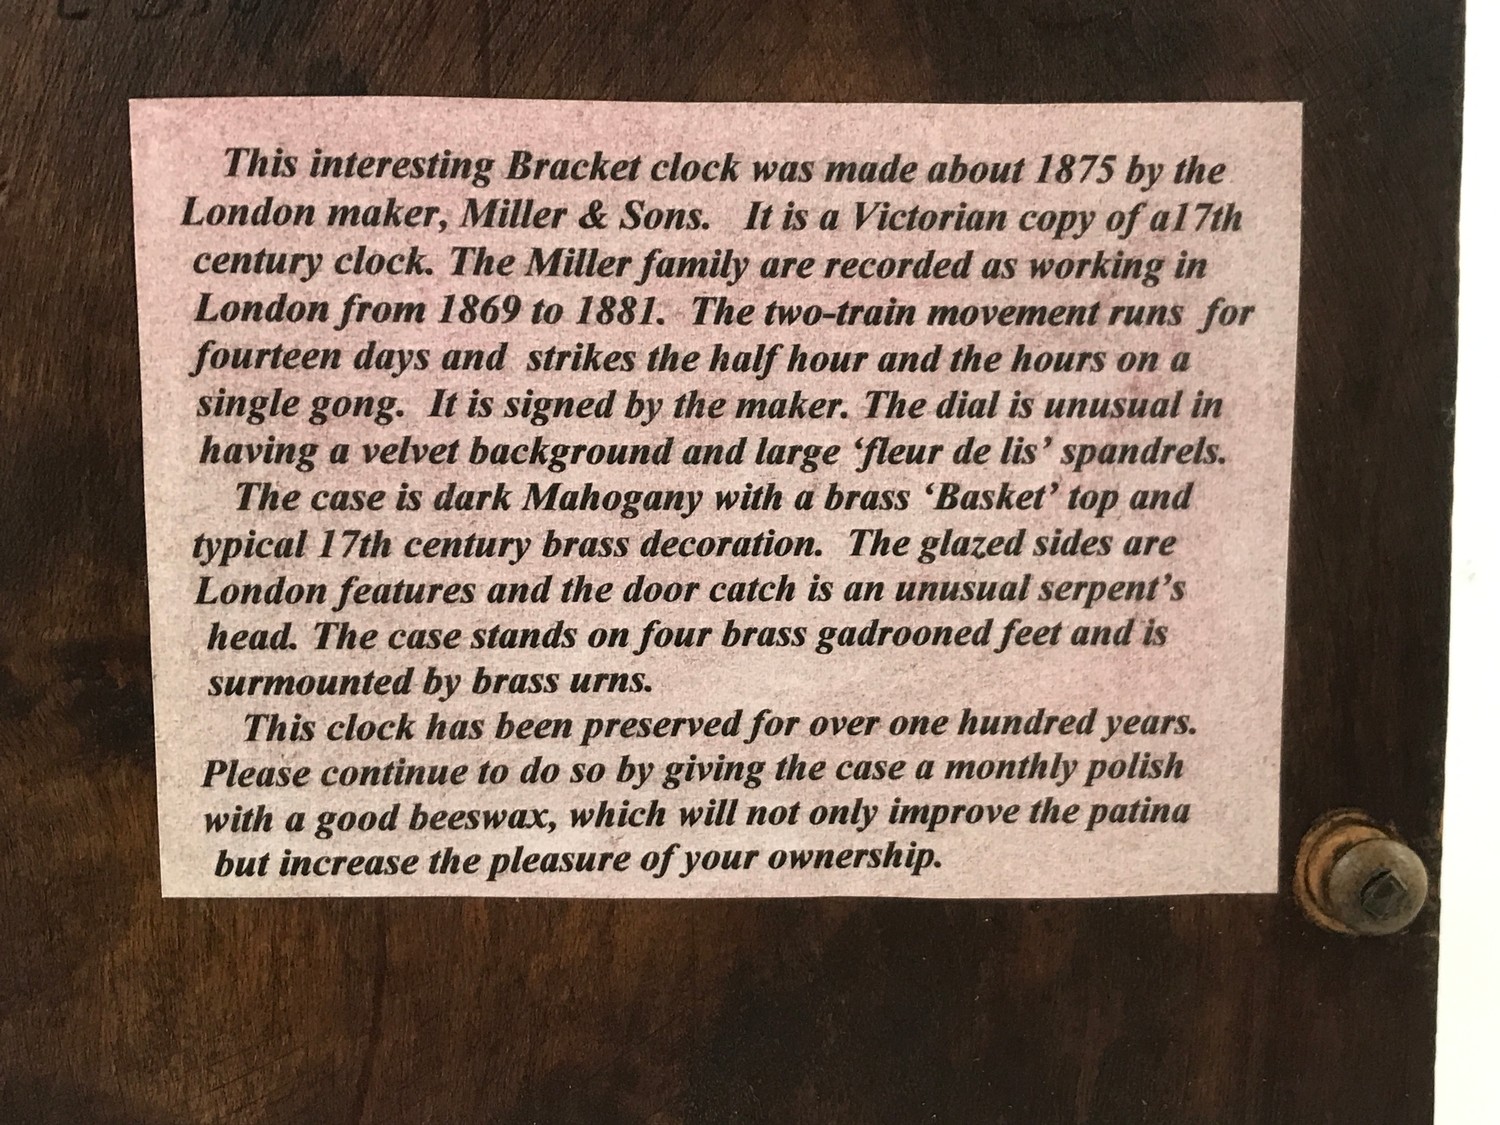 This interesting Bracket clock was made about 1875 by the
London maker, Miller & Sons. It is a Victorian copy of a17th
century clock. The Miller family are recorded as working in
London from 1869 to 1881. The two-train movement runs for
fourteen days and strikes the half hour and the hours on a
single gong. It is signed by the maker. The dial is unusual in
having a velvet background and large ‘fleur de lis’ spandrels.
The case is dark Mahogany with a brass ‘Basket’ top and
typical 17th century brass decoration. The glazed sides are
London features and the door catch is an unusual serpent’s
head. The case stands on four brass gadrooned feet and is
surmounted by brass urns.
This clock has been preserved for over one hundred years.
Please continue to do so by giving the case a monthly polish
with a good beeswax, which will not only improve the patina
but increase the pleasure of your ownership.